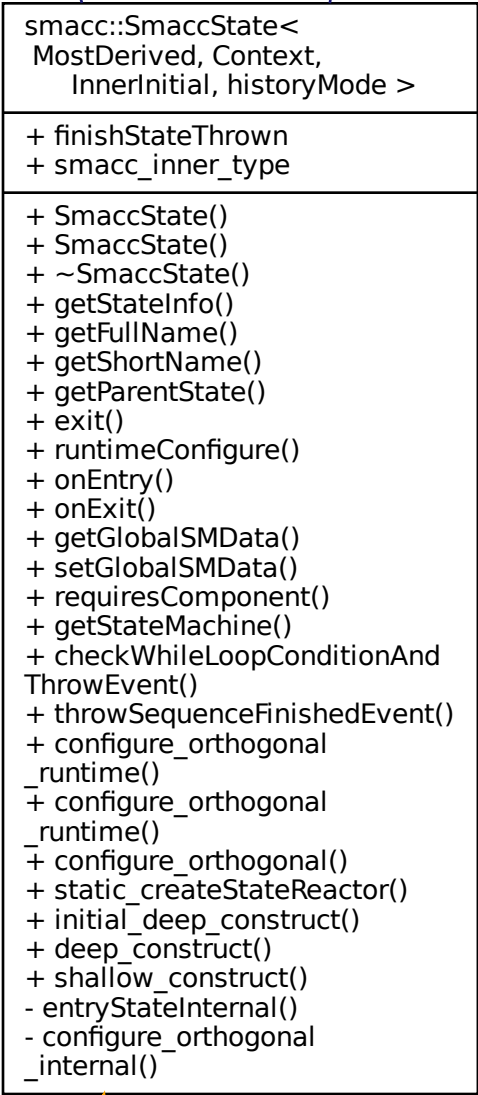 smacc::SmaccState<
MostDerived, Context,
InnerInitial, historyMode >
+ finishStateThrown
+ smacc_inner_type
+ SmaccState()
+ SmaccState()
+ ~SmaccState()
+ getStateInfo()
+ getFullName()
+ getShortName()
+ getParentState()
+ exit()
+ runtimeConfigure()
+ onEntry()
+ onExit()
+ getGlobalSMData()
+ setGlobalSMData()
+ requiresComponent()
+ getStateMachine()
+ checkWhileLoopConditionAnd
ThrowEvent()
+ throwSequenceFinishedEvent()
+ configure_orthogonal
_runtime()
+ configure_orthogonal
_runtime()
+ configure_orthogonal()
+ static_createStateReactor()
+ initial_deep_construct()
+ deep_construct()
+ shallow_construct()
- entryStateInternal()
- configure_orthogonal
_internal()